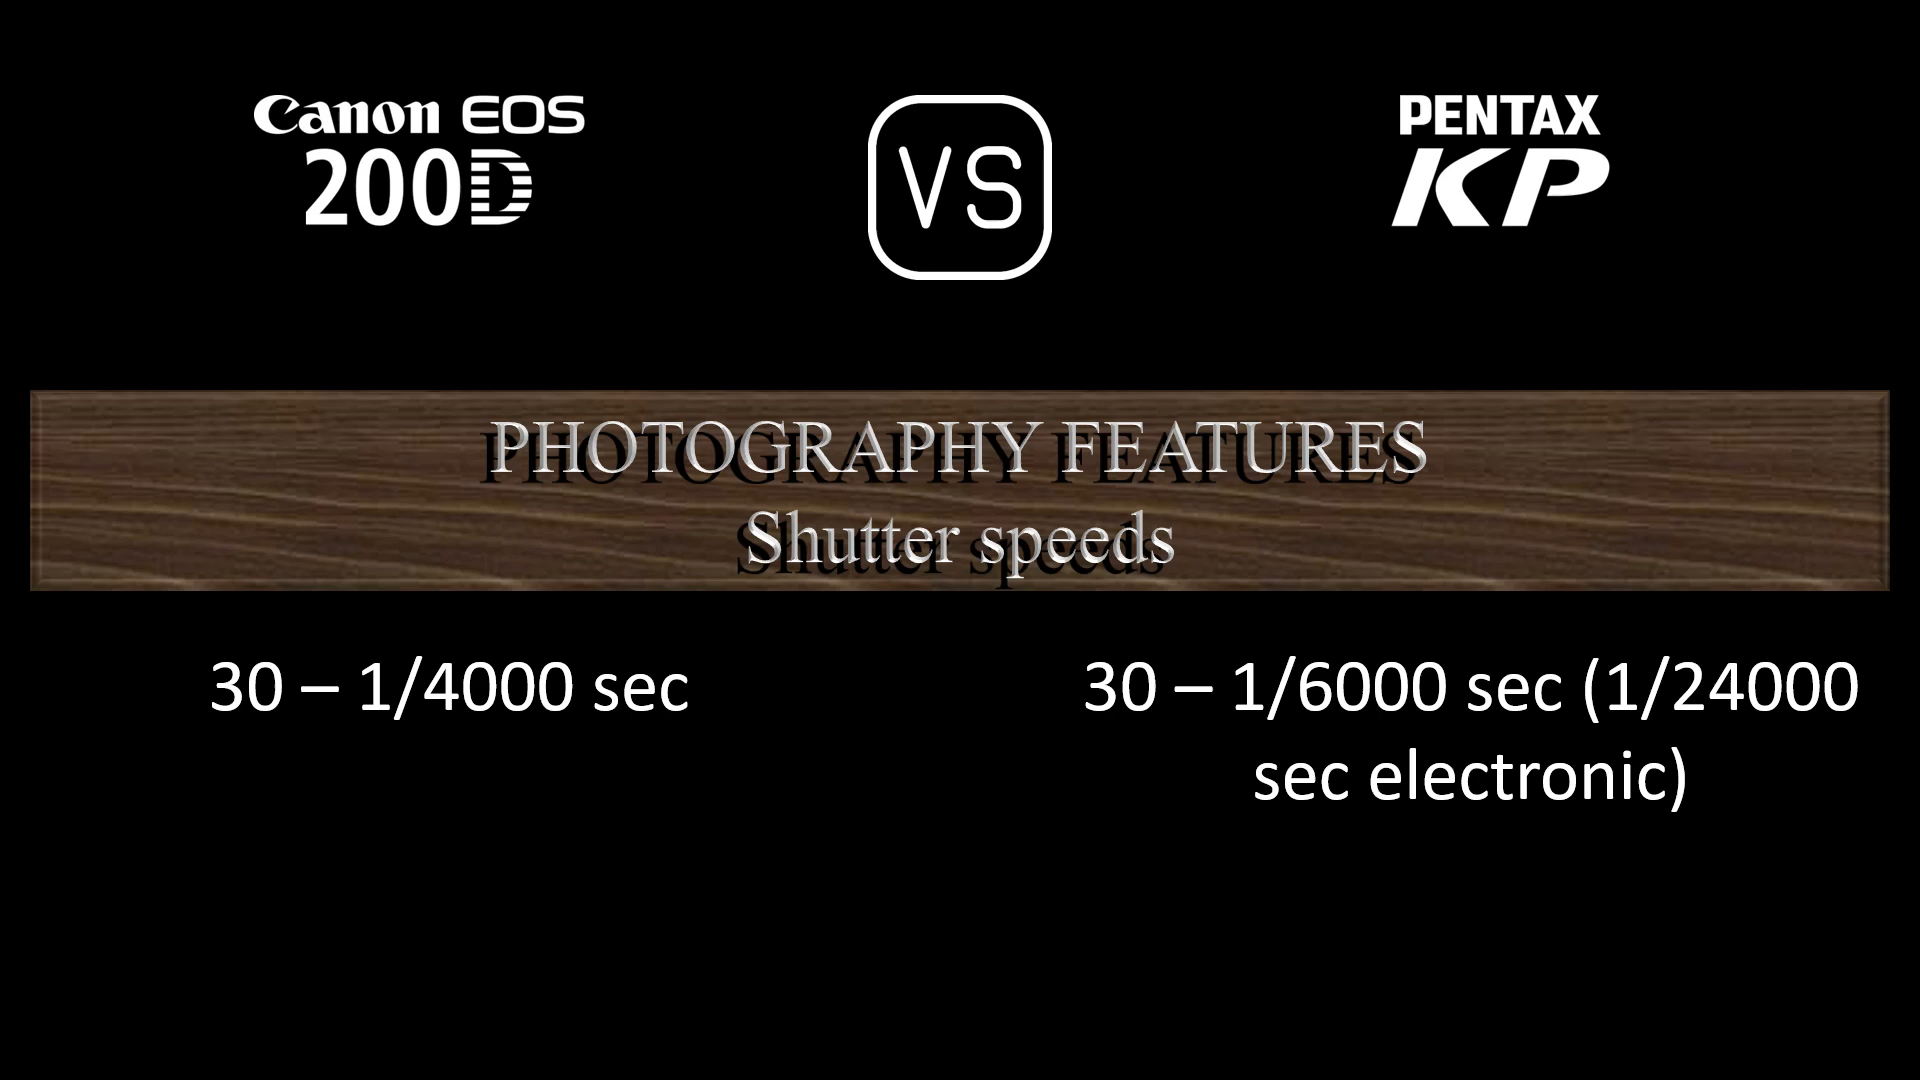 Canon EOS
200D
VS
PENTAX
KP
PHOTOGRAPHY FEATURES
Shutter speeds
30 – 1/4000 sec
30 – 1/6000 sec (1/24000
sec electronic)